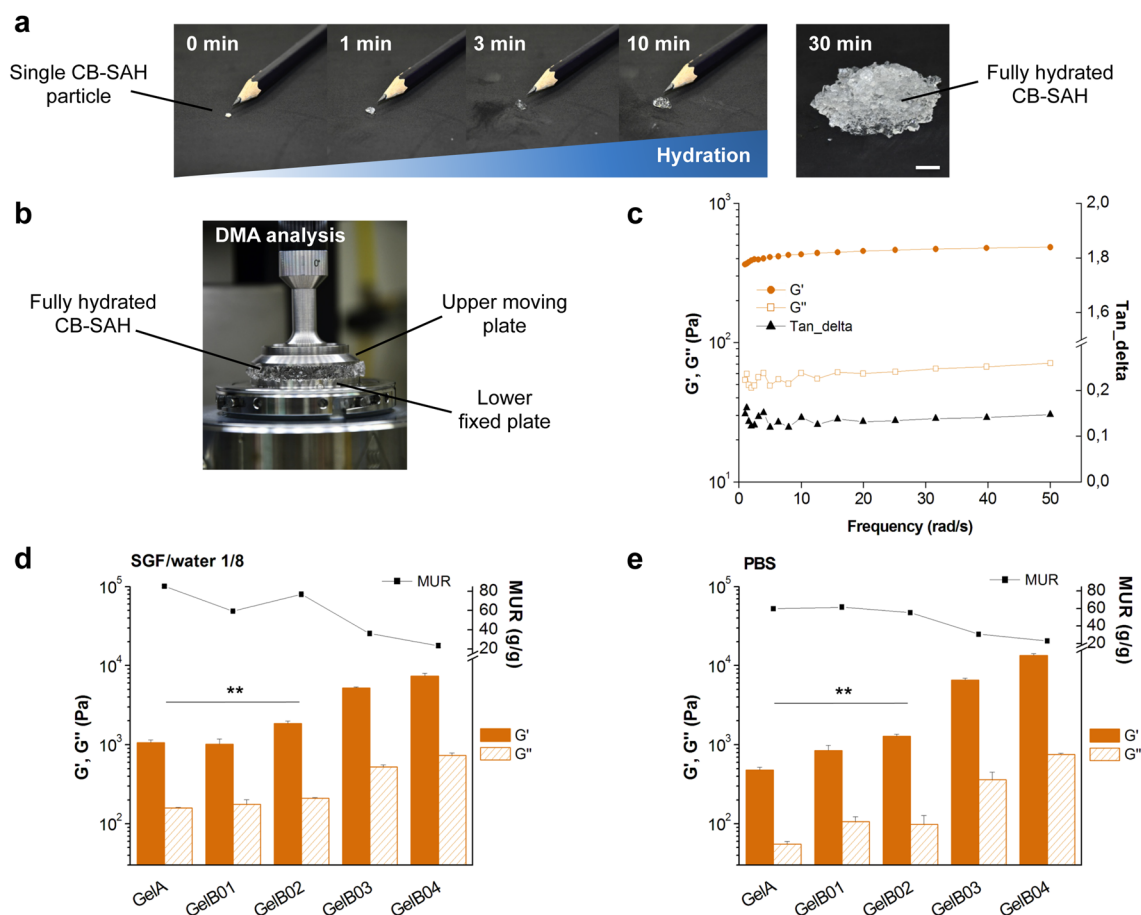 a
0 min
1 min
3 min
10 min
30 min
Single CB-SAH
particle
Fully hydrated
CB-SAH
Hydration
b
DMA analysis
Fully hydrated
CB-SAH
Upper moving
plate
Lower
fixed plate
c
10³
10²
10¹
G', G'' (Pa)
G'
G''
Tan_delta
2,0
1,8
1,6
0,2
0,1
0,0
Tan_delta
0
10
20
30
40
50
Frequency (rad/s)
d
SGF/water 1/8
MUR
10⁵
10⁴
10³
10²
G', G'' (Pa)
80
60
40
20
MUR (g/g)
**
G'
G''
GelA
GelB01
GelB02
GelB03
GelB04
e
PBS
MUR
10⁵
10⁴
10³
10²
G', G'' (Pa)
80
60
40
20
MUR (g/g)
**
G'
G''
GelA
GelB01
GelB02
GelB03
GelB04